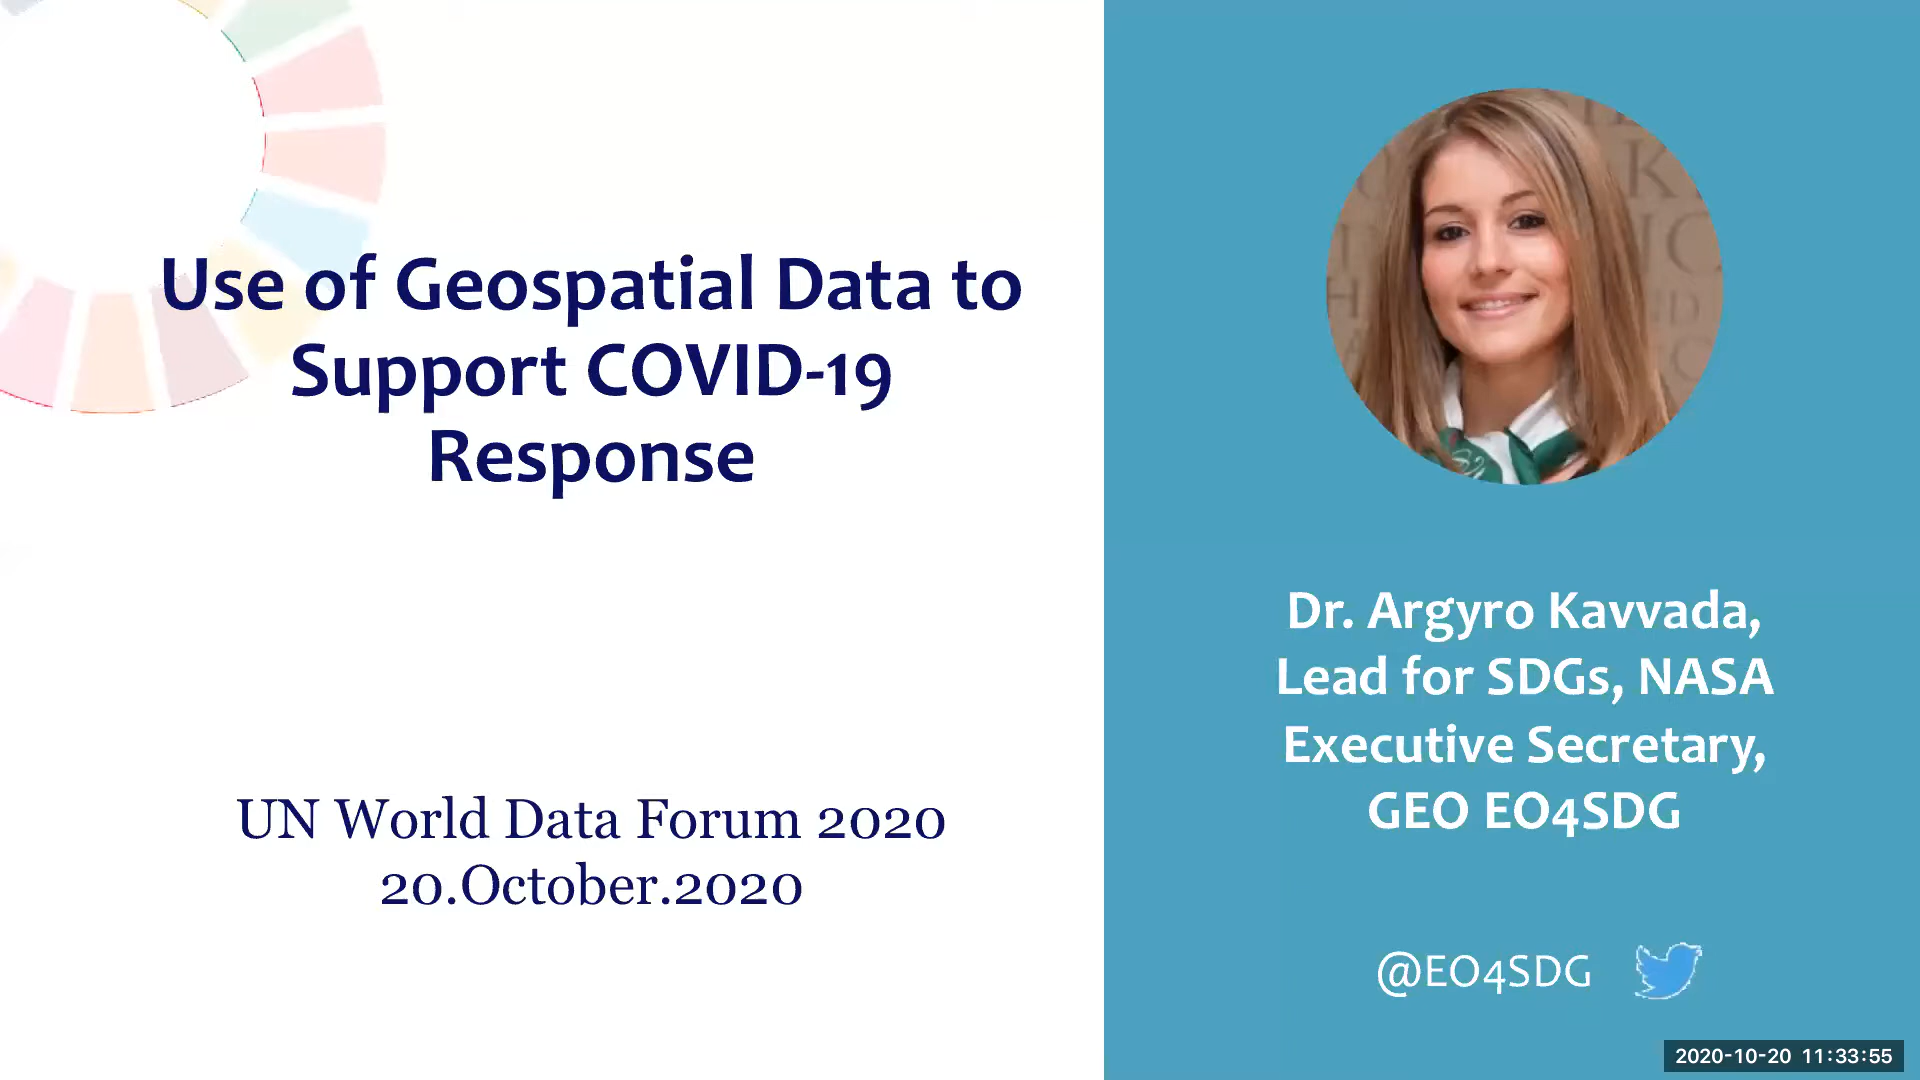 Use of Geospatial Data to
Support COVID-19
Response
UN World Data Forum 2020
20.October.2020
Dr. Argyro Kavvada,
Lead for SDGs, NASA
Executive Secretary,
GEO EO4SDG
@EO4SDG
2020-10-20 11:33:55